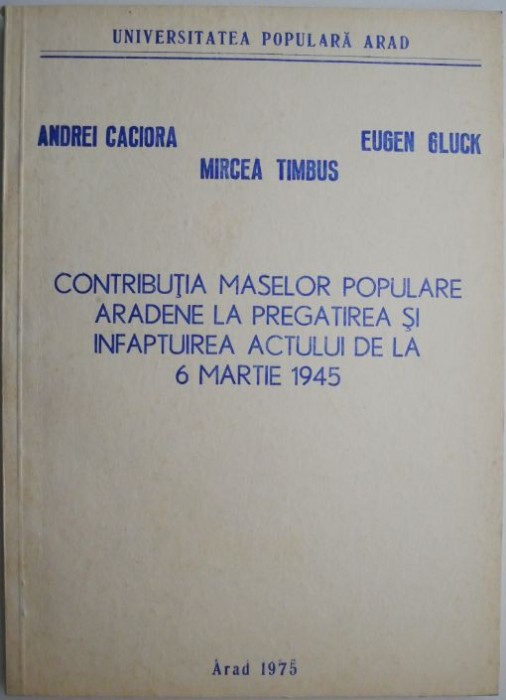 UNIVERSITATEA POPULARĂ ARAD
ANDREI CACIORA
EUGEN GLUCK
MIRCEA TIMBUS
CONTRIBUŢIA MASELOR POPULARE
ARADENE LA PREGATIREA ŞI
INFAPTUIREA ACTULUI DE LA
6 MARTIE 1945
Arad 1975